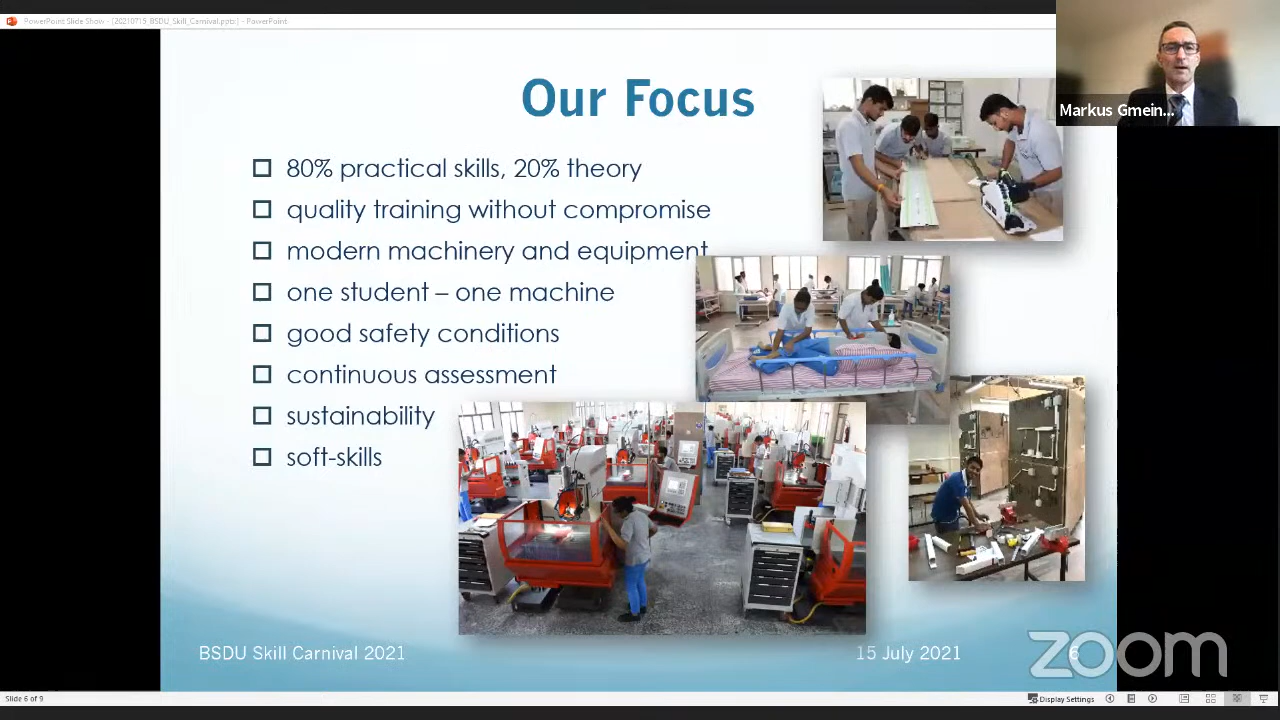 PowerPoint Slide Show - [20210715_BSDU_Skill_Carnival.pptx] - PowerPoint
Markus Gmein...
Our Focus
80% practical skills, 20% theory
quality training without compromise
modern machinery and equipment
one student – one machine
good safety conditions
continuous assessment
sustainability
soft-skills
BSDU Skill Carnival 2021
15 July 2021
6
zoom
Slide 6 of 9
Display Settings